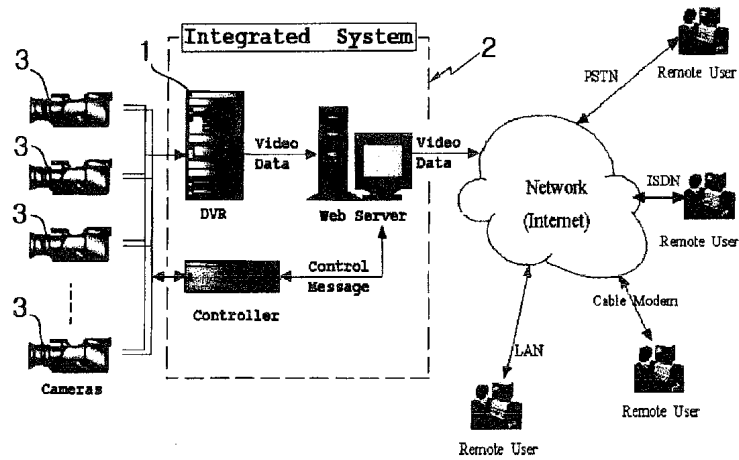 Integrated System
1
2
3
3
3
3
Cameras
DVR
Video
Data
Web Server
Video
Data
Controller
Control
Message
Network
(Internet)
PSTN
Remote User
ISDN
Remote User
Cable Modem
Remote User
LAN
Remote User